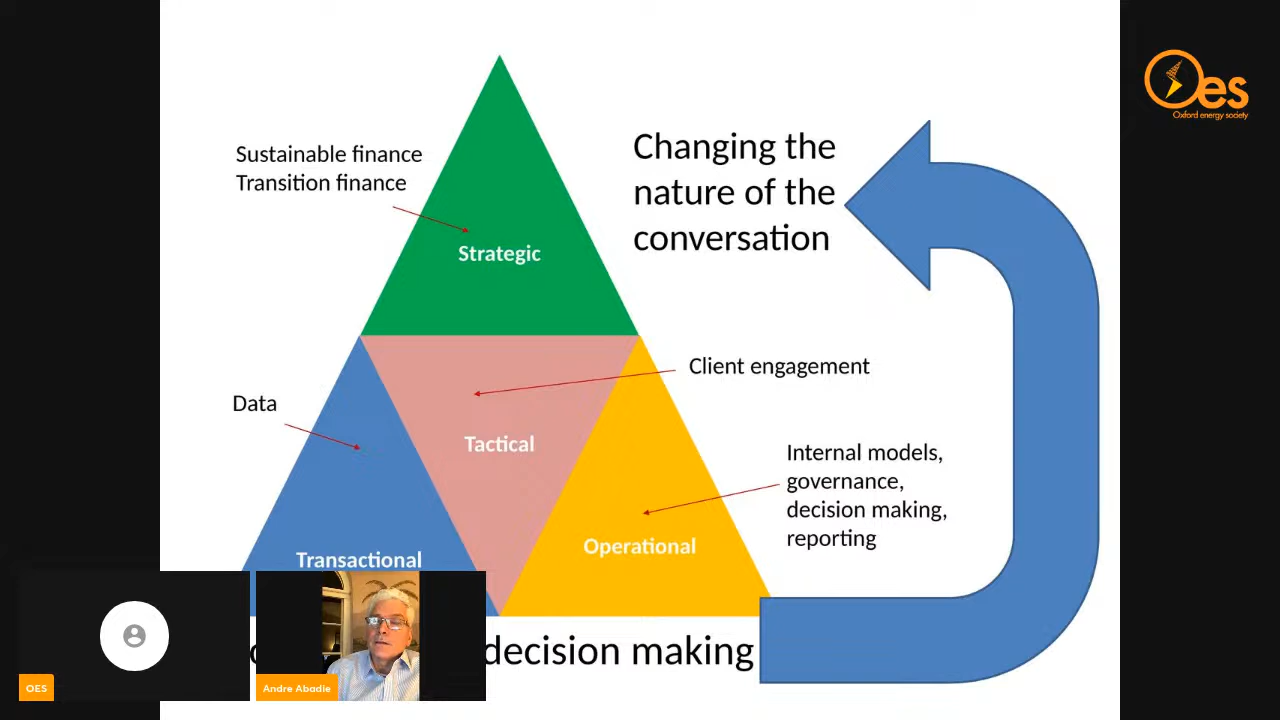 Oes
Oxford energy society
Sustainable finance
Transition finance
Changing the
nature of the
conversation
Strategic
Client engagement
Data
Tactical
Internal models,
governance,
decision making,
reporting
Operational
Transactional
decision making
OES
Andre Abadie